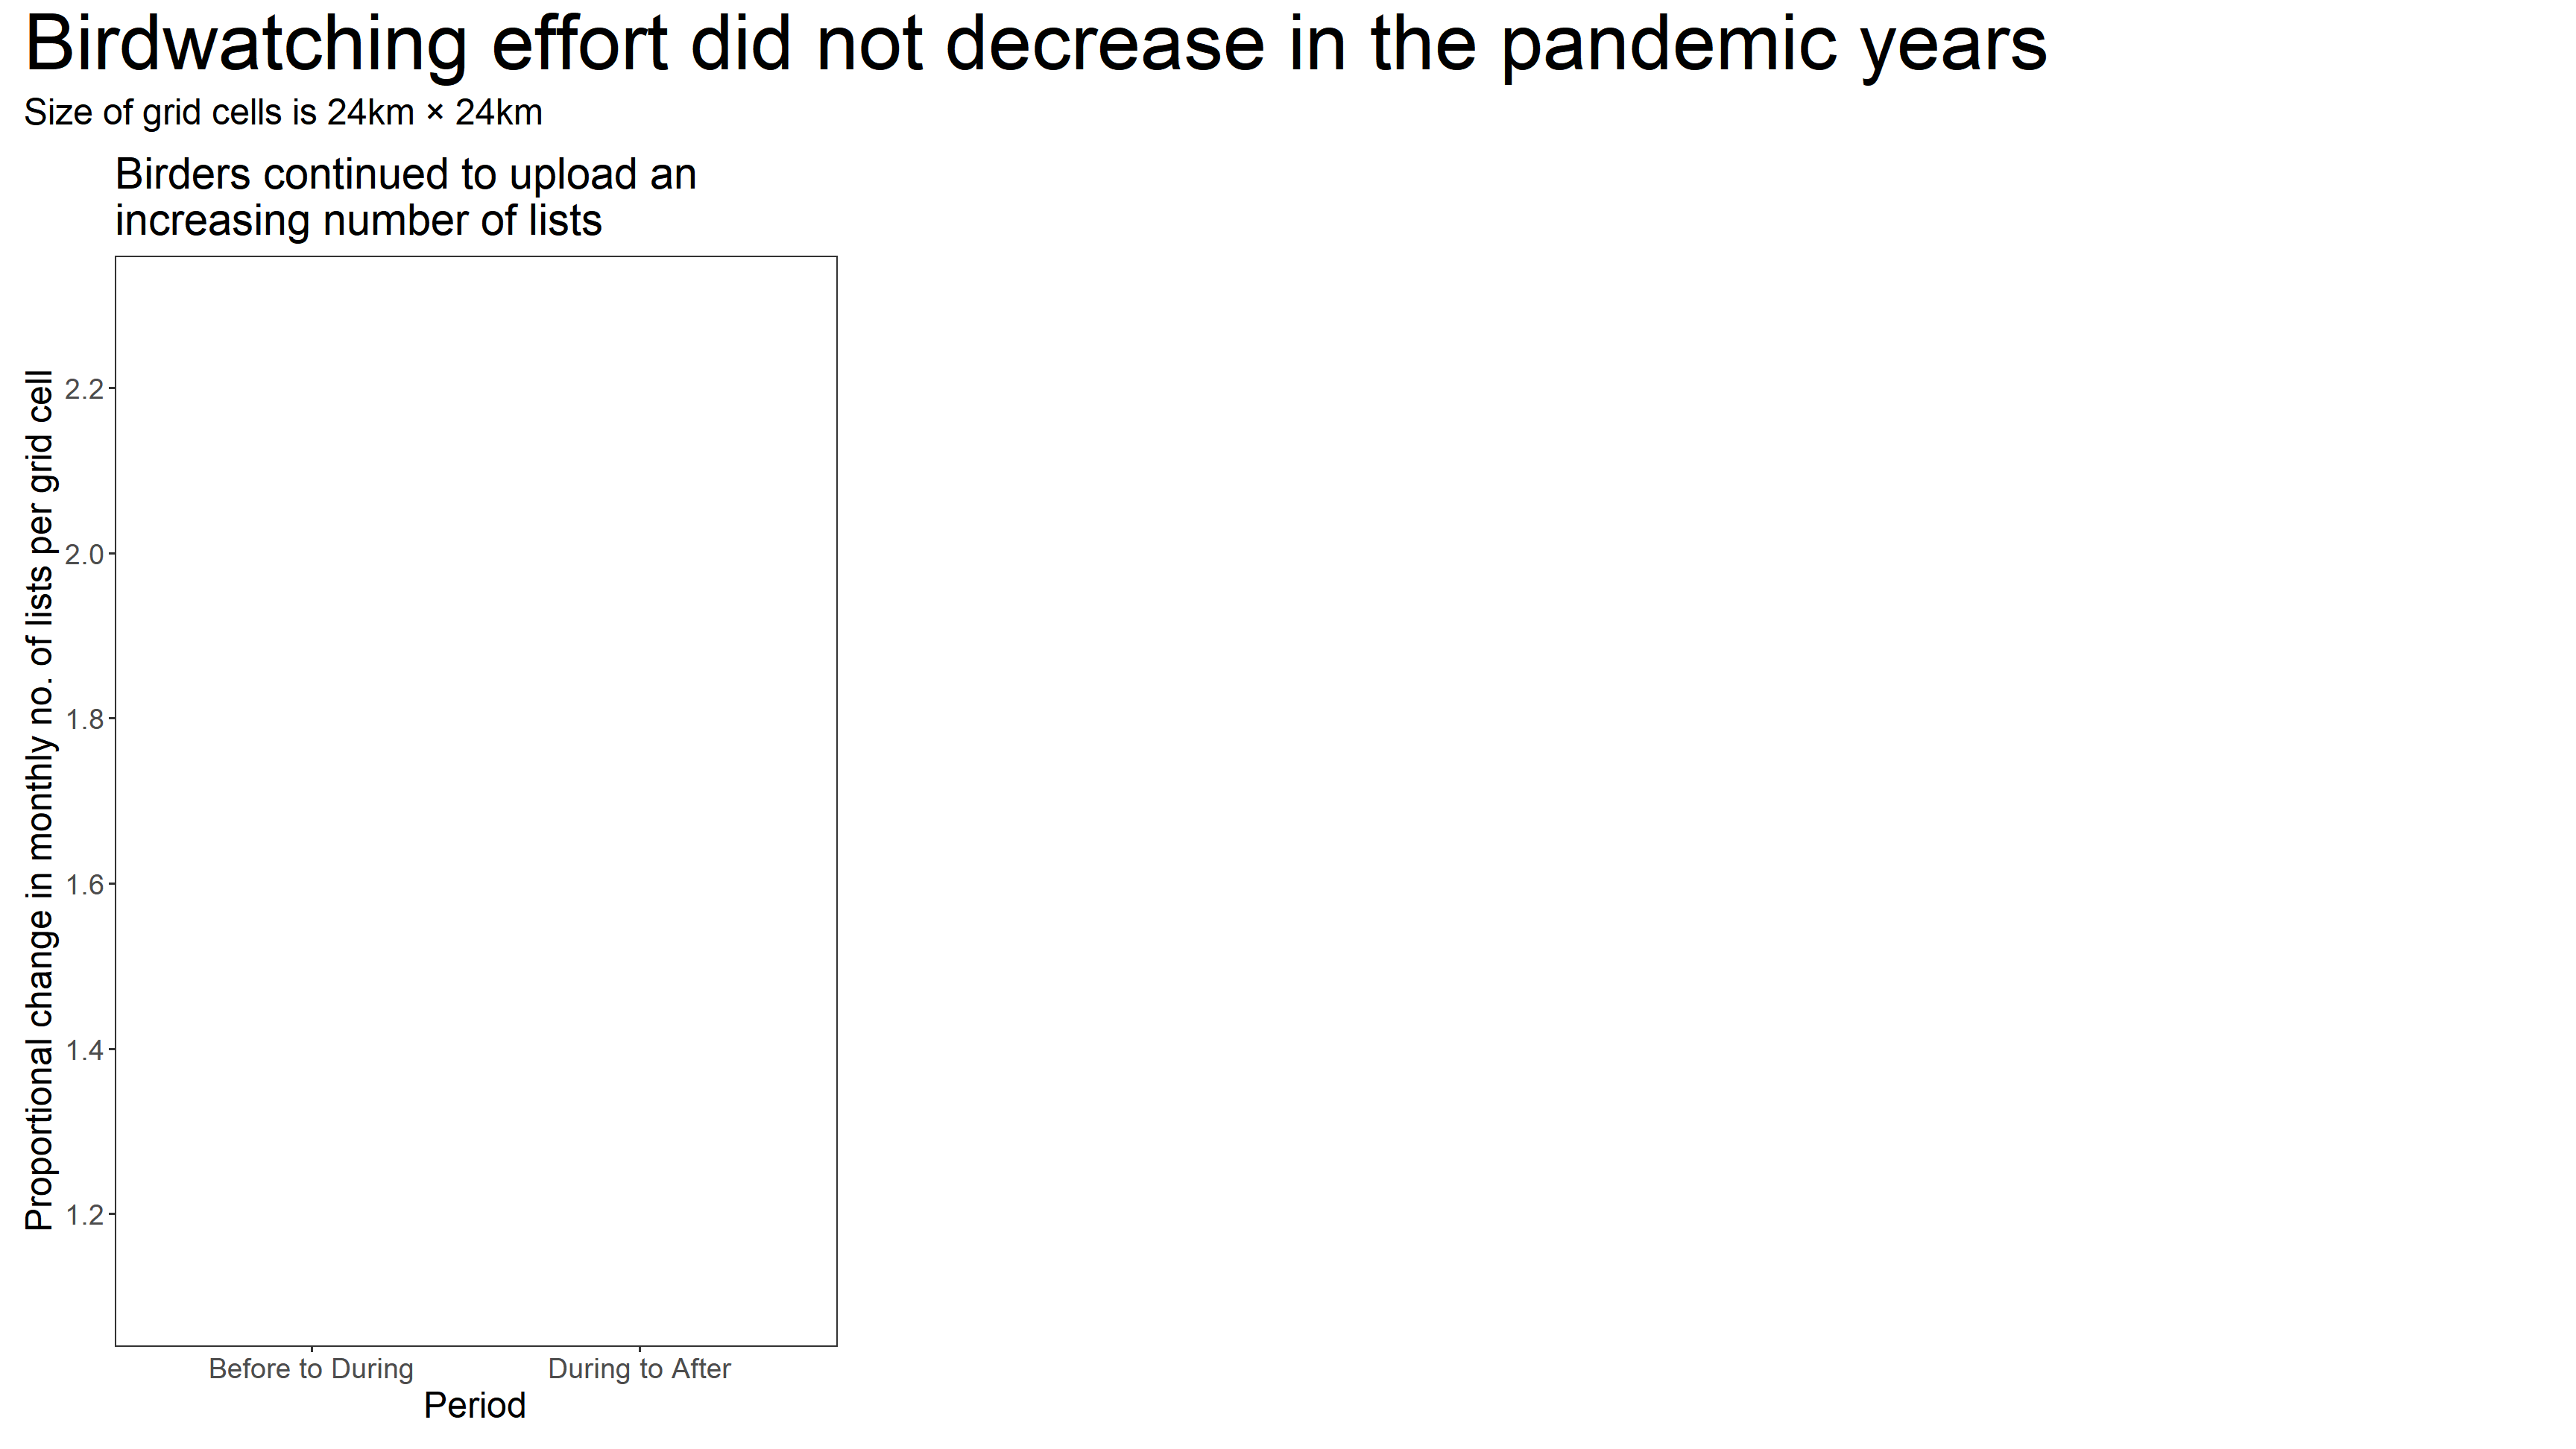 Birdwatching effort did not decrease in the pandemic years
Size of grid cells is 24km × 24km
Birders continued to upload an
increasing number of lists
Proportional change in monthly no. of lists per grid cell
2.2
2.0
1.8
1.6
1.4
1.2
Before to During
During to After
Period